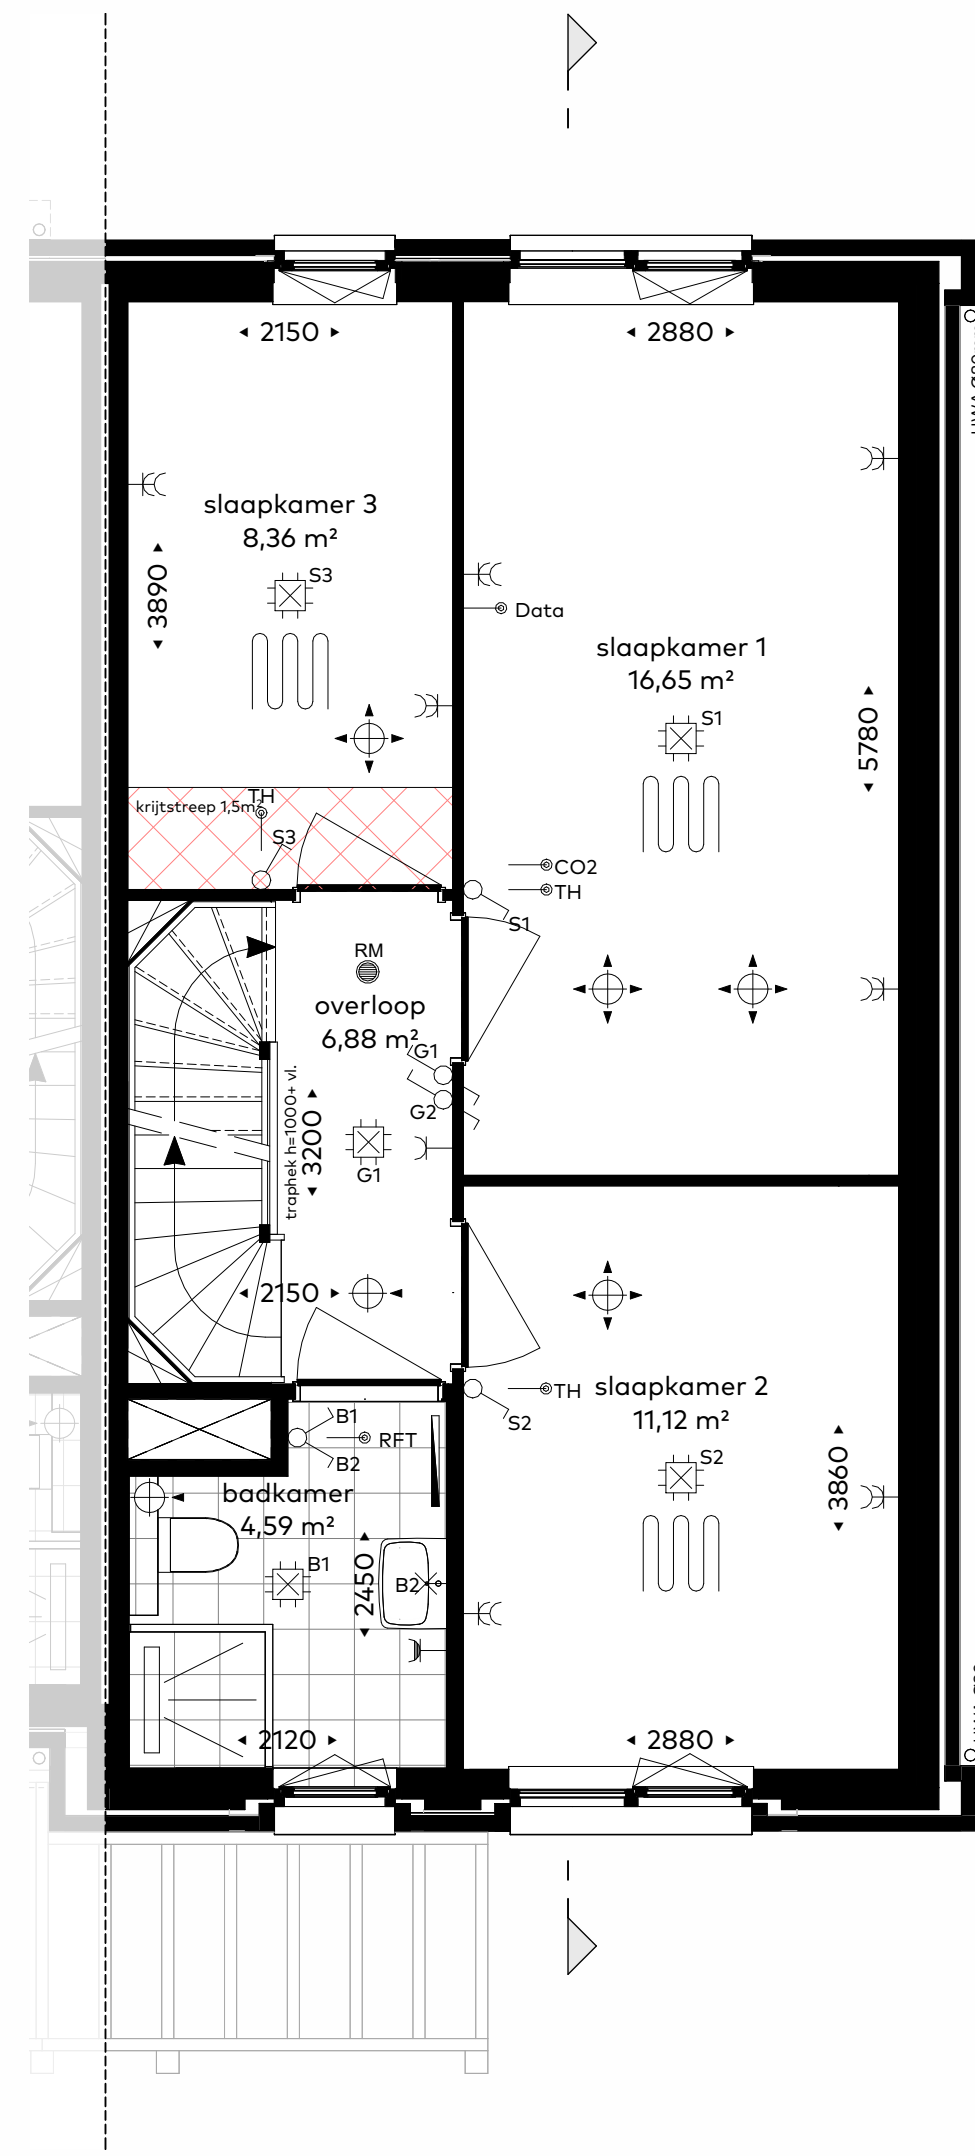 2150
2880
slaapkamer 3
8,36 m²
S3
3890
Data
slaapkamer 1
16,65 m²
S1
5780
krijtstreep 1,5m²
TH
S3
CO2
TH
S1
RM
overloop
6,88 m²
G1
G2
traphek h=1000+ vl.
3200
G1
2150
TH
S2
slaapkamer 2
11,12 m²
S2
3860
B1
RFT
B2
badkamer
4,59 m²
B1
2450
B2
2120
2880